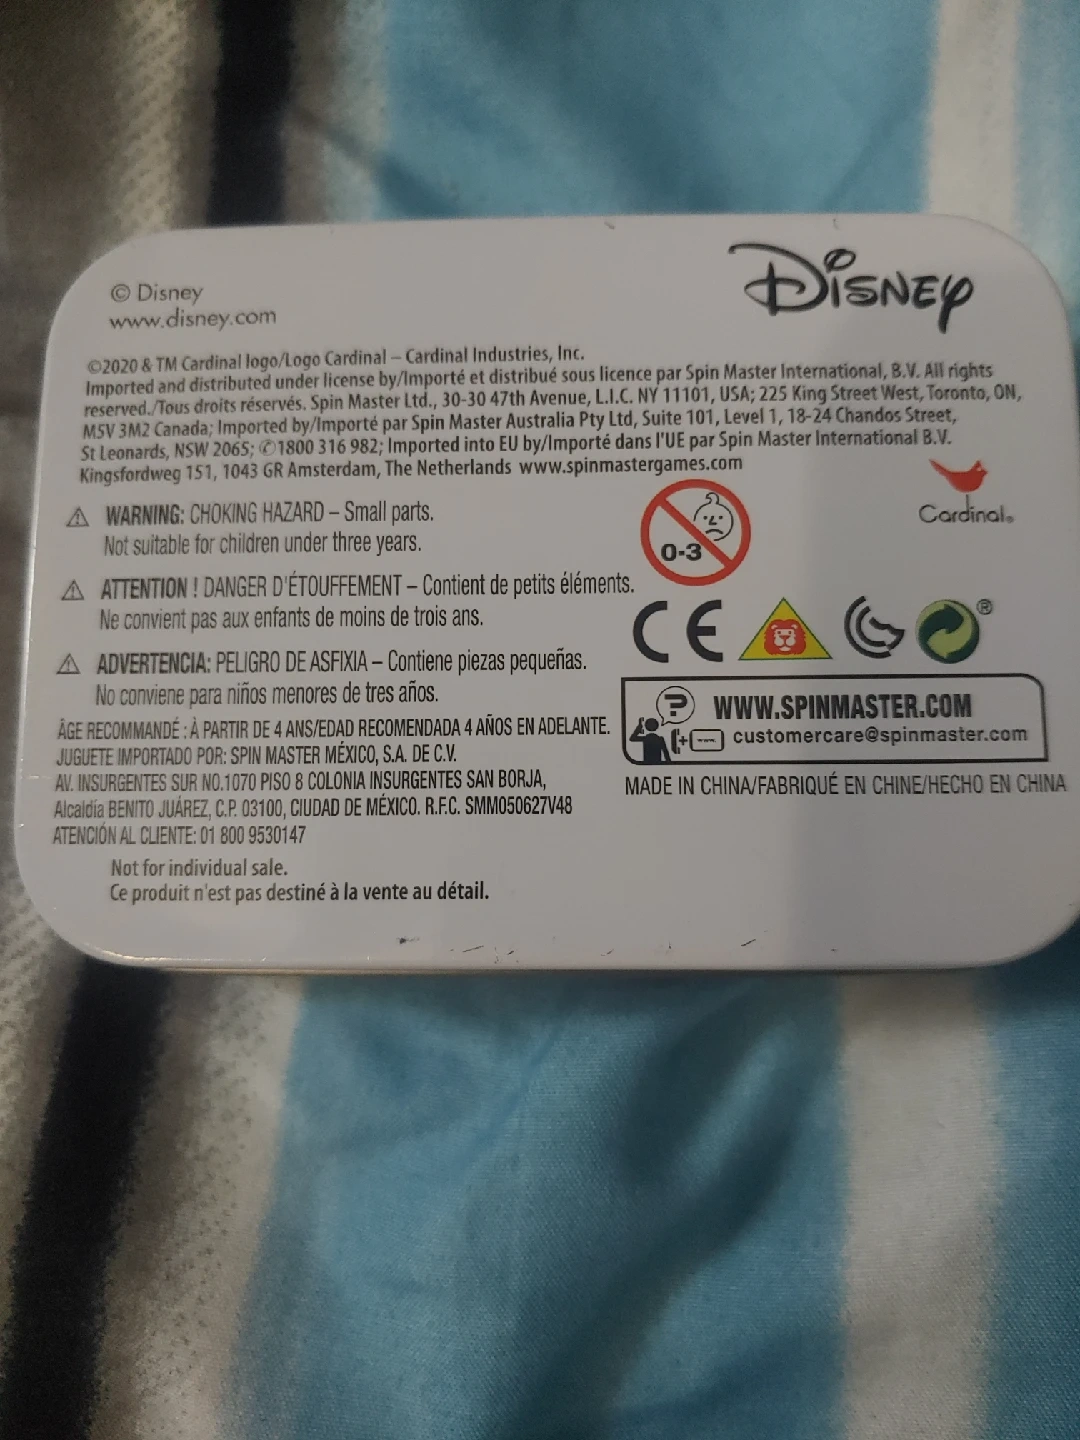 © Disney
www.disney.com
Disney
©2020 & TM Cardinal logo/Logo Cardinal – Cardinal Industries, Inc.
Imported and distributed under license by/Importé et distribué sous licence par Spin Master International, B.V. All rights
reserved./Tous droits réservés. Spin Master Ltd., 30-30 47th Avenue, L.I.C. NY 11101, USA; 225 King Street West, Toronto, ON,
M5V 3M2 Canada; Imported by/Importé par Spin Master Australia Pty Ltd, Suite 101, Level 1, 18-24 Chandos Street,
St Leonards, NSW 2065; ✆1800 316 982; Imported into EU by/Importé dans l'UE par Spin Master International B.V.
Kingsfordweg 151, 1043 GR Amsterdam, The Netherlands www.spinmastergames.com
Cardinal®
⚠ WARNING: CHOKING HAZARD – Small parts.
Not suitable for children under three years.
0-3
⚠ ATTENTION ! DANGER D'ÉTOUFFEMENT – Contient de petits éléments.
Ne convient pas aux enfants de moins de trois ans.
CE
®
⚠ ADVERTENCIA: PELIGRO DE ASFIXIA – Contiene piezas pequeñas.
No conviene para niños menores de tres años.
ÂGE RECOMMANDÉ : À PARTIR DE 4 ANS/EDAD RECOMENDADA 4 AÑOS EN ADELANTE.
JUGUETE IMPORTADO POR: SPIN MASTER MÉXICO, S.A. DE C.V.
AV. INSURGENTES SUR NO.1070 PISO 8 COLONIA INSURGENTES SAN BORJA,
Alcaldía BENITO JUÁREZ, C.P. 03100, CIUDAD DE MÉXICO. R.F.C. SMM050627V48
ATENCIÓN AL CLIENTE: 01 800 9530147
? WWW.SPINMASTER.COM
customercare@spinmaster.com
MADE IN CHINA/FABRIQUÉ EN CHINE/HECHO EN CHINA
Not for individual sale.
Ce produit n'est pas destiné à la vente au détail.